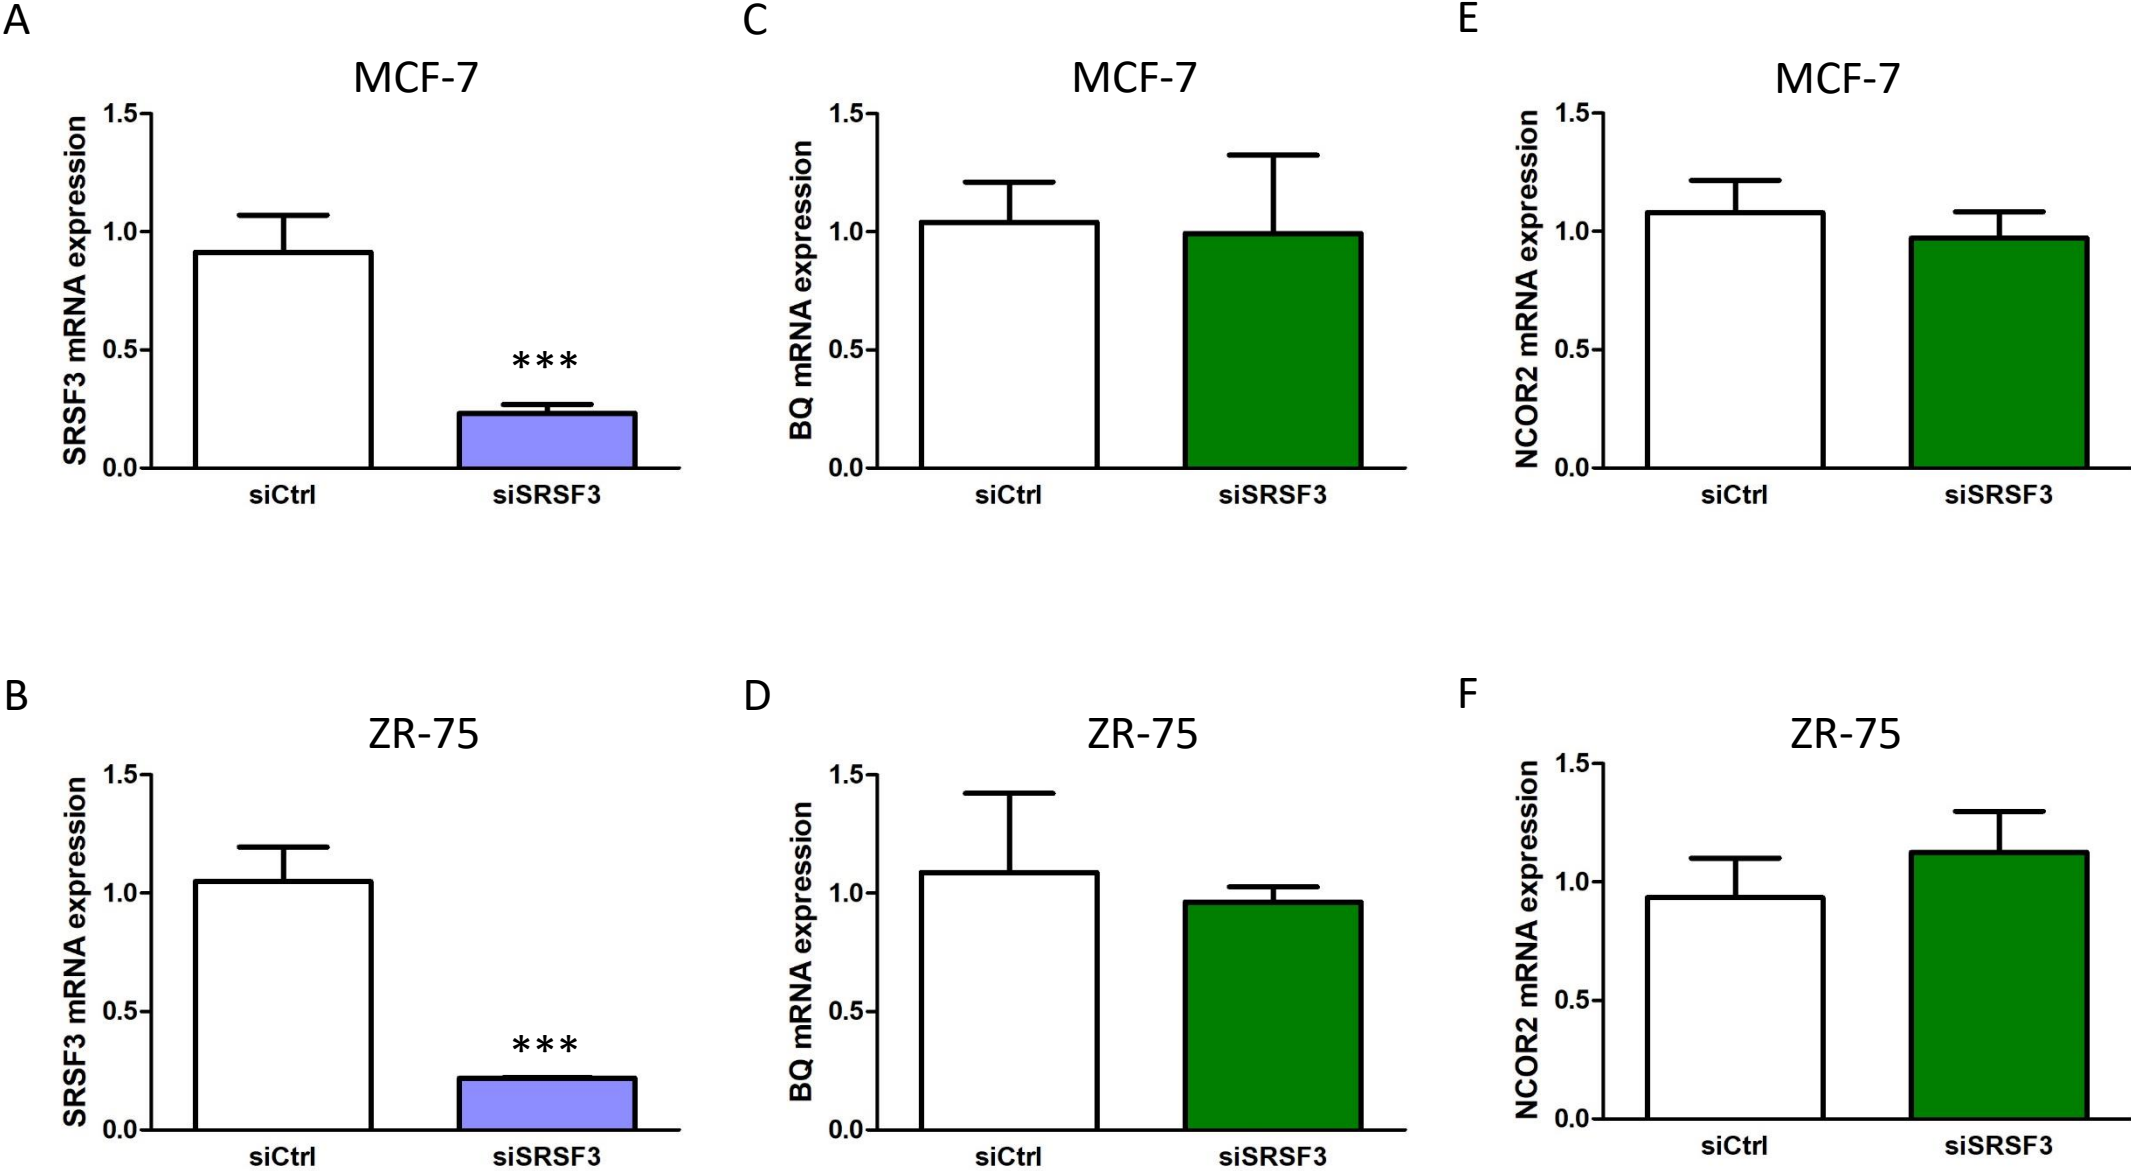 A
MCF-7
SRSF3 mRNA expression
1.5
1.0
0.5
0.0
***
siCtrl
siSRSF3
C
MCF-7
BQ mRNA expression
1.5
1.0
0.5
0.0
siCtrl
siSRSF3
E
MCF-7
NCOR2 mRNA expression
1.5
1.0
0.5
0.0
siCtrl
siSRSF3
B
ZR-75
SRSF3 mRNA expression
1.5
1.0
0.5
0.0
***
siCtrl
siSRSF3
D
ZR-75
BQ mRNA expression
1.5
1.0
0.5
0.0
siCtrl
siSRSF3
F
ZR-75
NCOR2 mRNA expression
1.5
1.0
0.5
0.0
siCtrl
siSRSF3